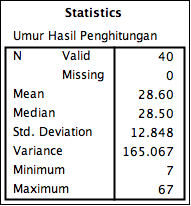 Statistics
Umur Hasil Penghitungan
N Valid 40
Missing 0
Mean 28.60
Median 28.50
Std. Deviation 12.848
Variance 165.067
Minimum 7
Maximum 67